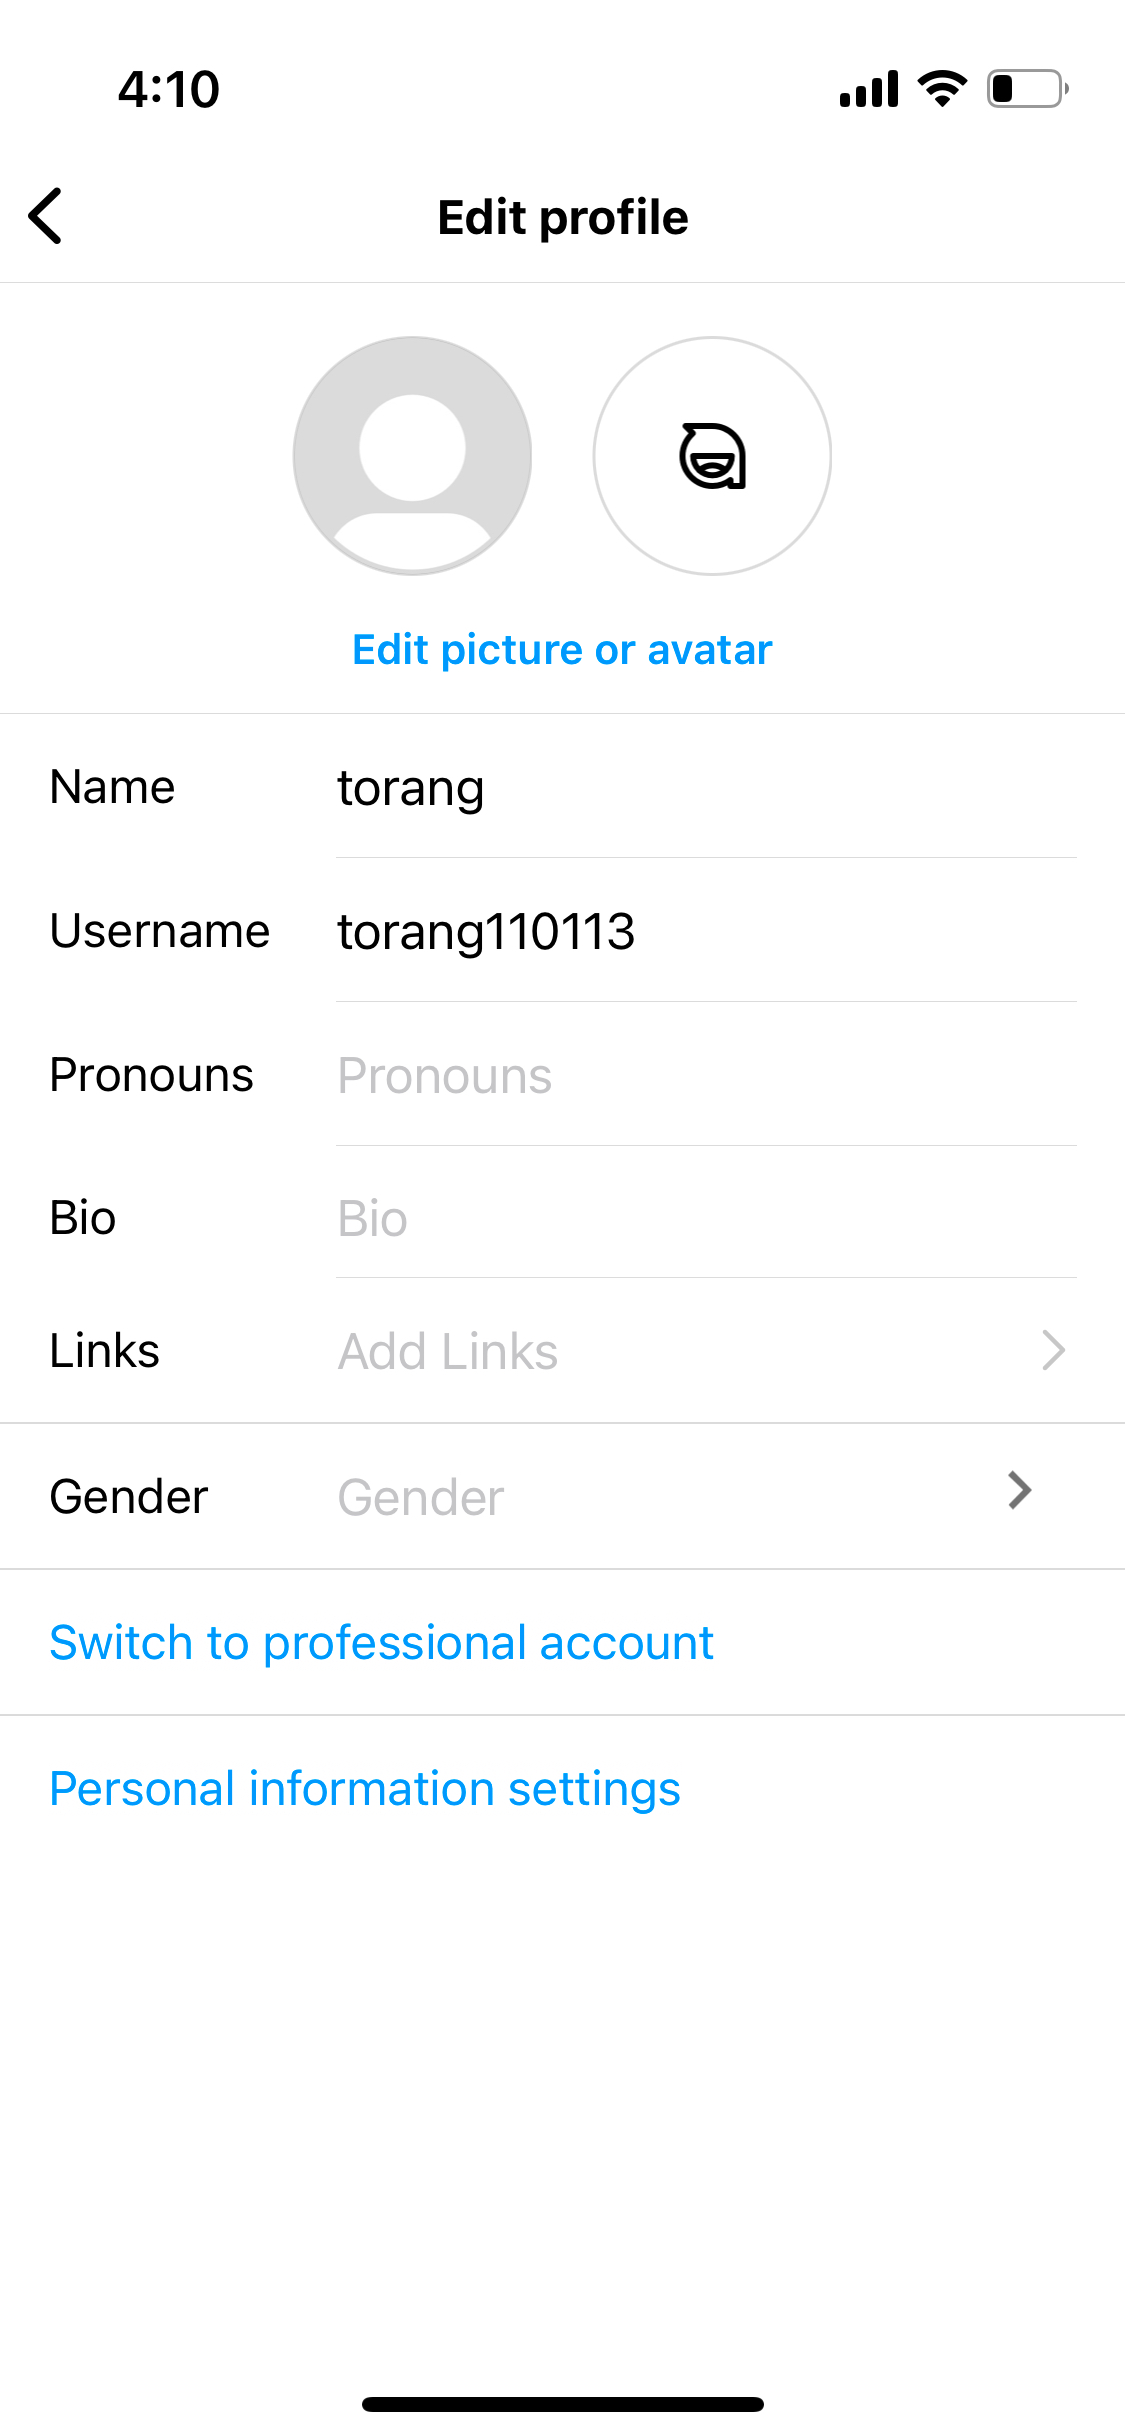 4:10
Edit profile
Edit picture or avatar
Name torang
Username torang110113
Pronouns Pronouns
Bio Bio
Links Add Links
Gender Gender
Switch to professional account
Personal information settings